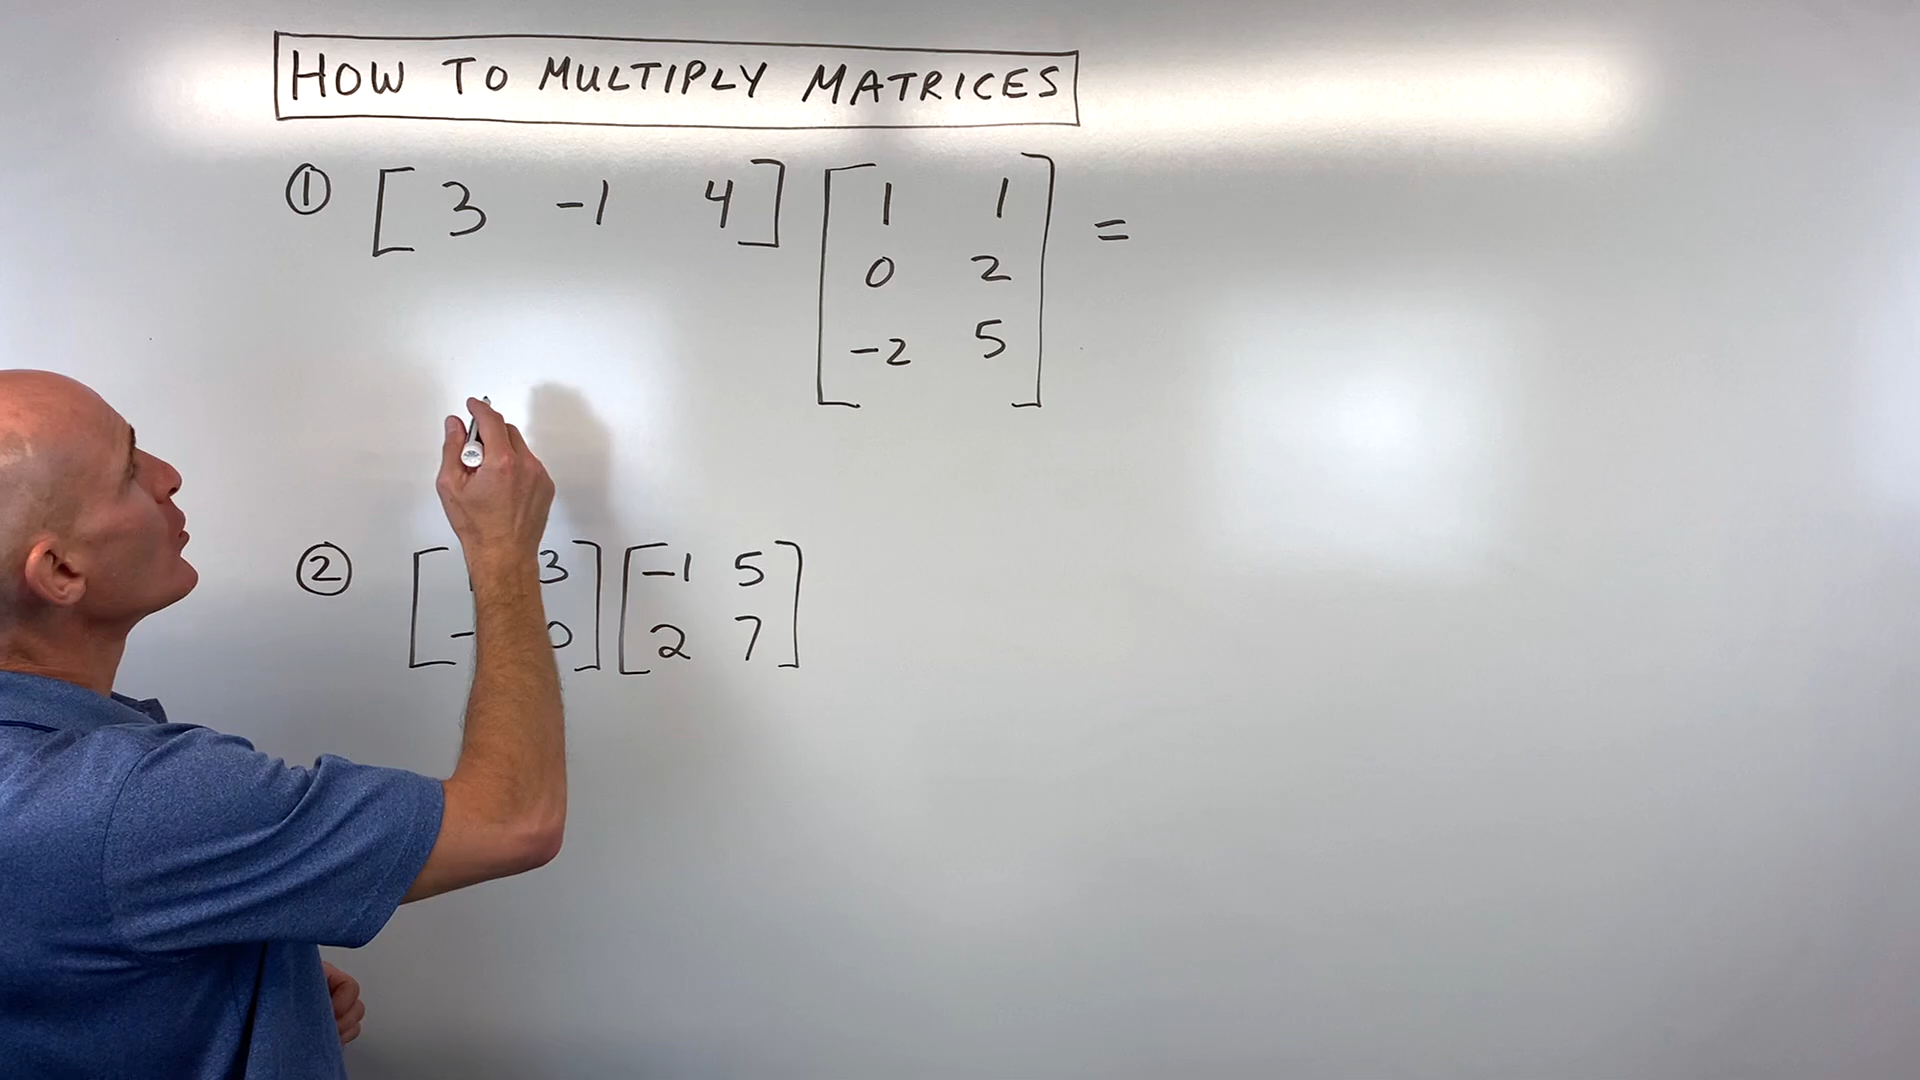 HOW TO MULTIPLY MATRICES
① [ 3 -1 4 ] [ 1 1 =
0 2
-2 5 ]
② [ 3 ] [ -1 5 ]
- 0 2 7